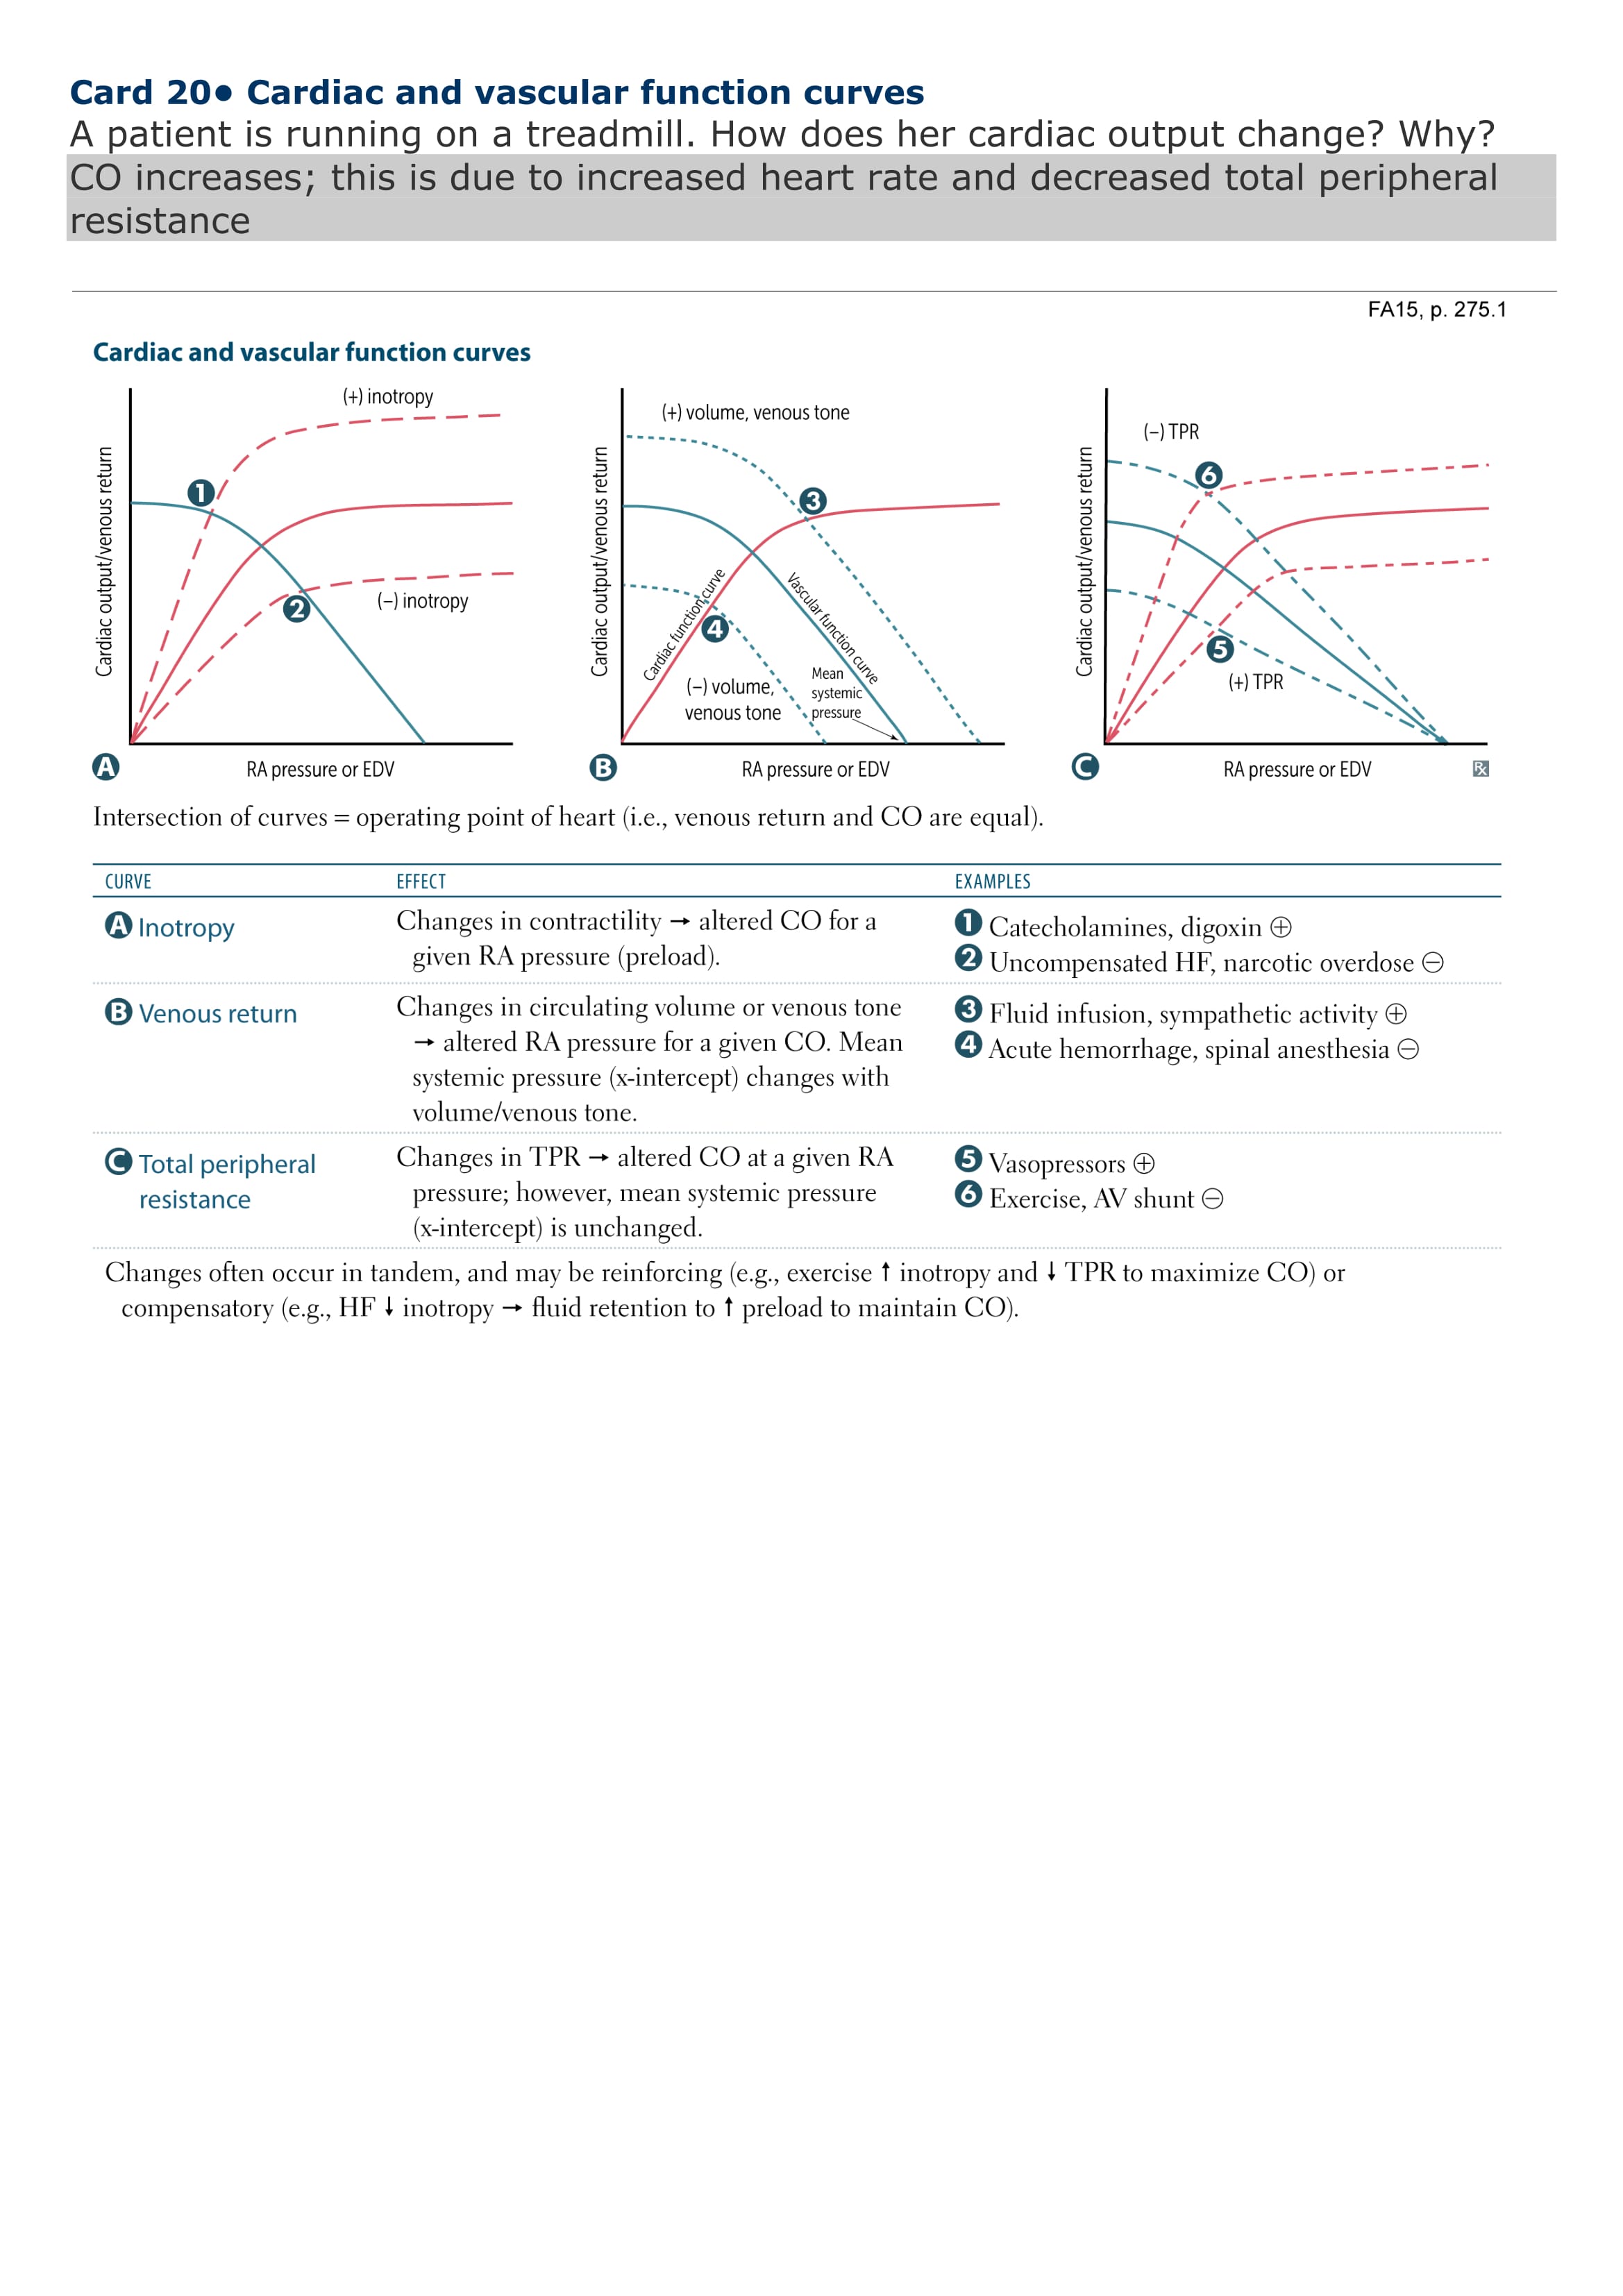 Card 20• Cardiac and vascular function curves
A patient is running on a treadmill. How does her cardiac output change? Why?
CO increases; this is due to increased heart rate and decreased total peripheral
resistance
FA15, p. 275.1
Cardiac and vascular function curves
Cardiac output/venous return
(+) inotropy
1
2
(–) inotropy
A
RA pressure or EDV
Cardiac output/venous return
(+) volume, venous tone
3
Cardiac function curve
Vascular function curve
4
(–) volume,
venous tone
Mean
systemic
pressure
B
RA pressure or EDV
Cardiac output/venous return
(–) TPR
6
5
(+) TPR
C
RA pressure or EDV
Rx
Intersection of curves = operating point of heart (i.e., venous return and CO are equal).
CURVE EFFECT EXAMPLES
A Inotropy
Changes in contractility → altered CO for a
given RA pressure (preload).
1 Catecholamines, digoxin ⊕
2 Uncompensated HF, narcotic overdose ⊖
B Venous return
Changes in circulating volume or venous tone
→ altered RA pressure for a given CO. Mean
systemic pressure (x-intercept) changes with
volume/venous tone.
3 Fluid infusion, sympathetic activity ⊕
4 Acute hemorrhage, spinal anesthesia ⊖
C Total peripheral
resistance
Changes in TPR → altered CO at a given RA
pressure; however, mean systemic pressure
(x-intercept) is unchanged.
5 Vasopressors ⊕
6 Exercise, AV shunt ⊖
Changes often occur in tandem, and may be reinforcing (e.g., exercise ↑ inotropy and ↓ TPR to maximize CO) or
compensatory (e.g., HF ↓ inotropy → fluid retention to ↑ preload to maintain CO).